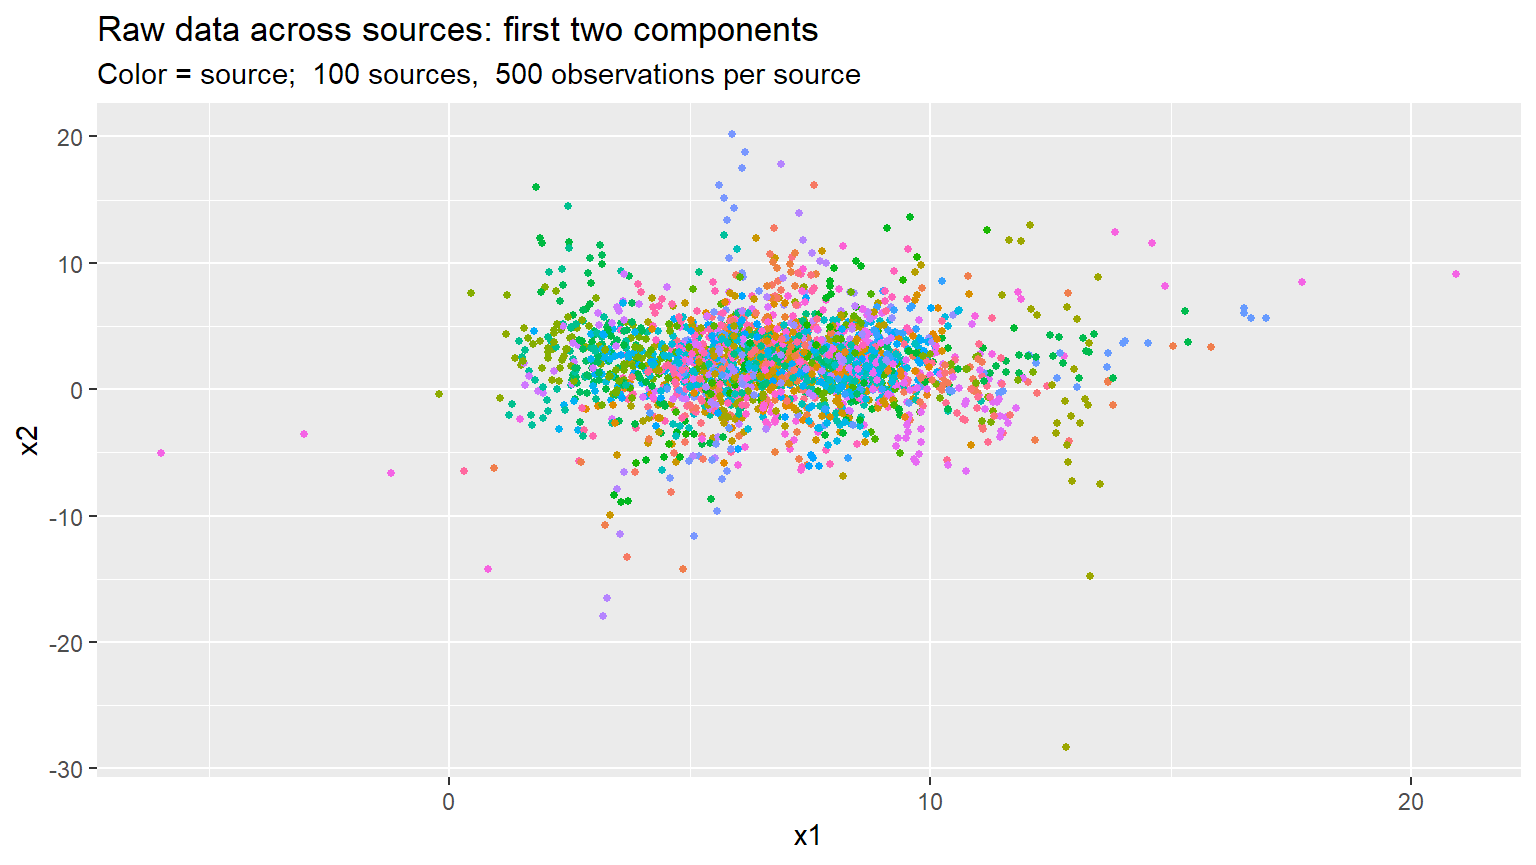 Raw data across sources: first two components
Color = source;  100 sources,  500 observations per source
20
10
0
-10
-20
-30
x2
0
10
20
x1